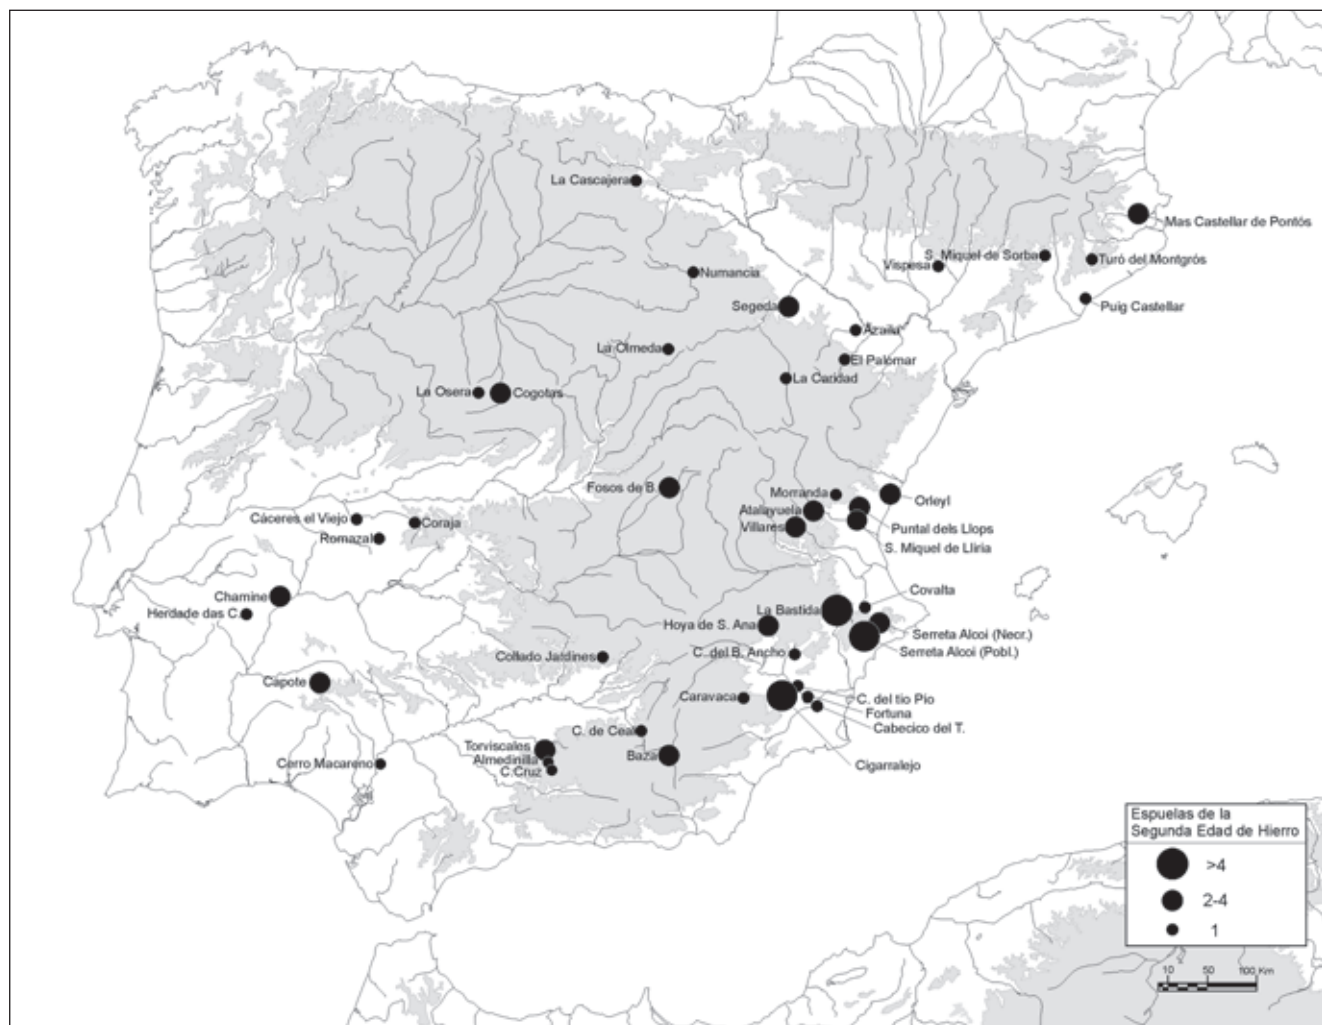 La Cascajera
Mas Castellar de Pontós
S. Miquel de Sorba
Turó del Montgrós
Vispesa
Numancia
Puig Castellar
Segeda
Azaila
La Olmeda
El Palomar
La Caridad
La Osera
Cogotas
Fosos de B.
Morranda
Orleyl
Atalayuela
Cáceres el Viejo
Coraja
Villares
Puntal dels Llops
Romazal
S. Miquel de Lliria
Covalta
Chamine
La Bastida
Herdade das C.
Hoya de S. Ana
Serreta Alcoi (Necr.)
C. del B. Ancho
Serreta Alcoi (Pobl.)
Collado Jardines
Capote
Caravaca
C. del tio Pio
Fortuna
C. de Ceal
Cabecico del T.
Torviscales
Baza
Almedinilla
Cerro Macareno
Cigarralejo
C.Cruz
Espuelas de la
Segunda Edad de Hierro
>4
2-4
1
10 50 100 Km